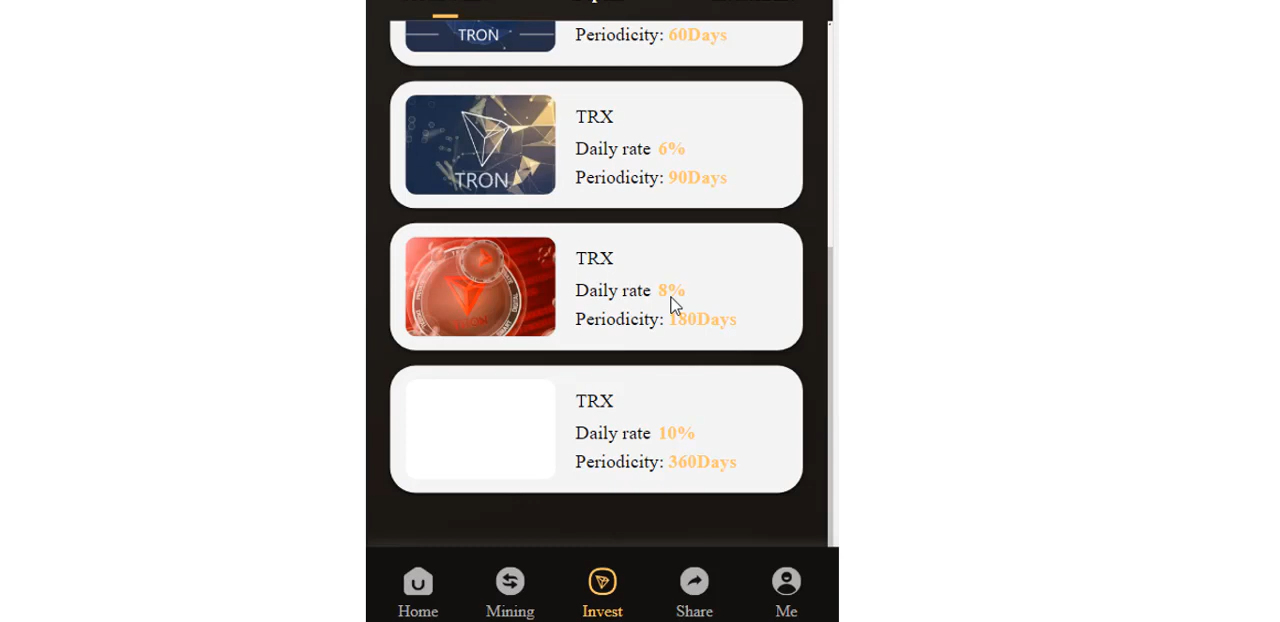 TRON
Periodicity: 60Days
TRX
Daily rate 6%
Periodicity: 90Days
TRON
TRX
Daily rate 8%
Periodicity: 180Days
TRX
Daily rate 10%
Periodicity: 360Days
Home
Mining
Invest
Share
Me